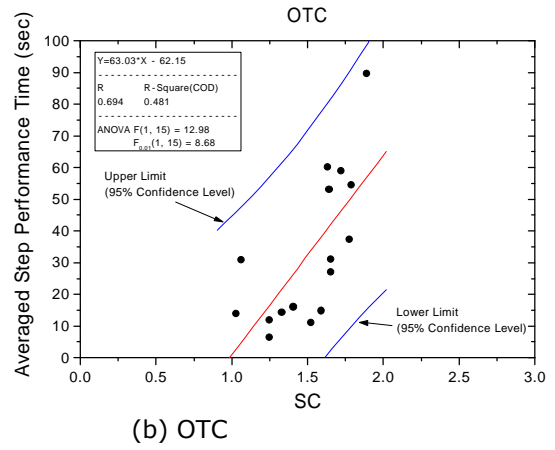 OTC
Averaged Step Performance Time (sec)
100
90
80
70
60
50
40
30
20
10
0
Y=63.03*X - 62.15
R R-Square(COD)
0.694 0.481
ANOVA F(1, 15) = 12.98
F0.01(1, 15) = 8.68
Upper Limit
(95% Confidence Level)
Lower Limit
(95% Confidence Level)
0.0 0.5 1.0 1.5 2.0 2.5 3.0
SC
(b) OTC